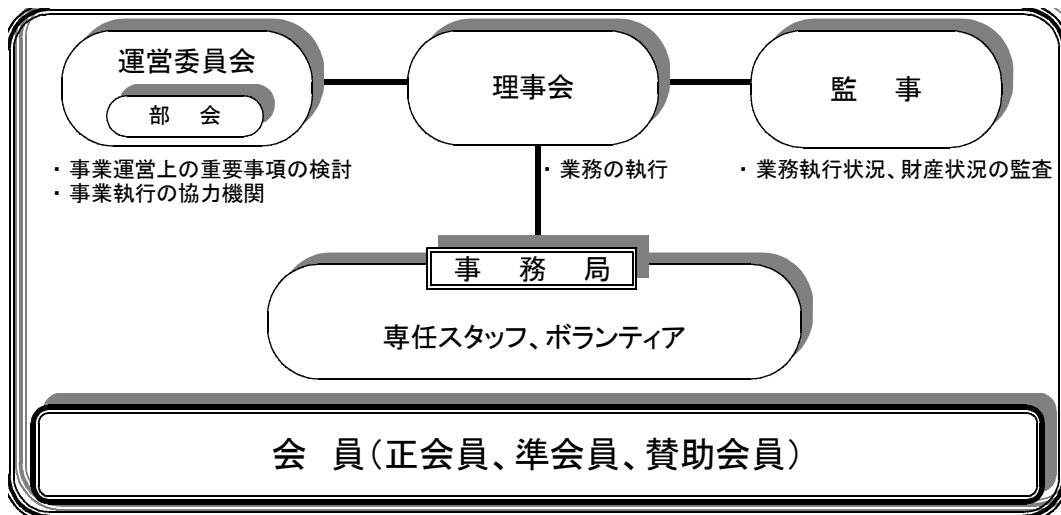 運営委員会
部 会
・ 事業運営上の重要事項の検討
・ 事業執行の協力機関
理事会
・ 業務の執行
監 事
・ 業務執行状況、財産状況の監査
事 務 局
専任スタッフ、ボランティア
会 員(正会員、準会員、賛助会員)